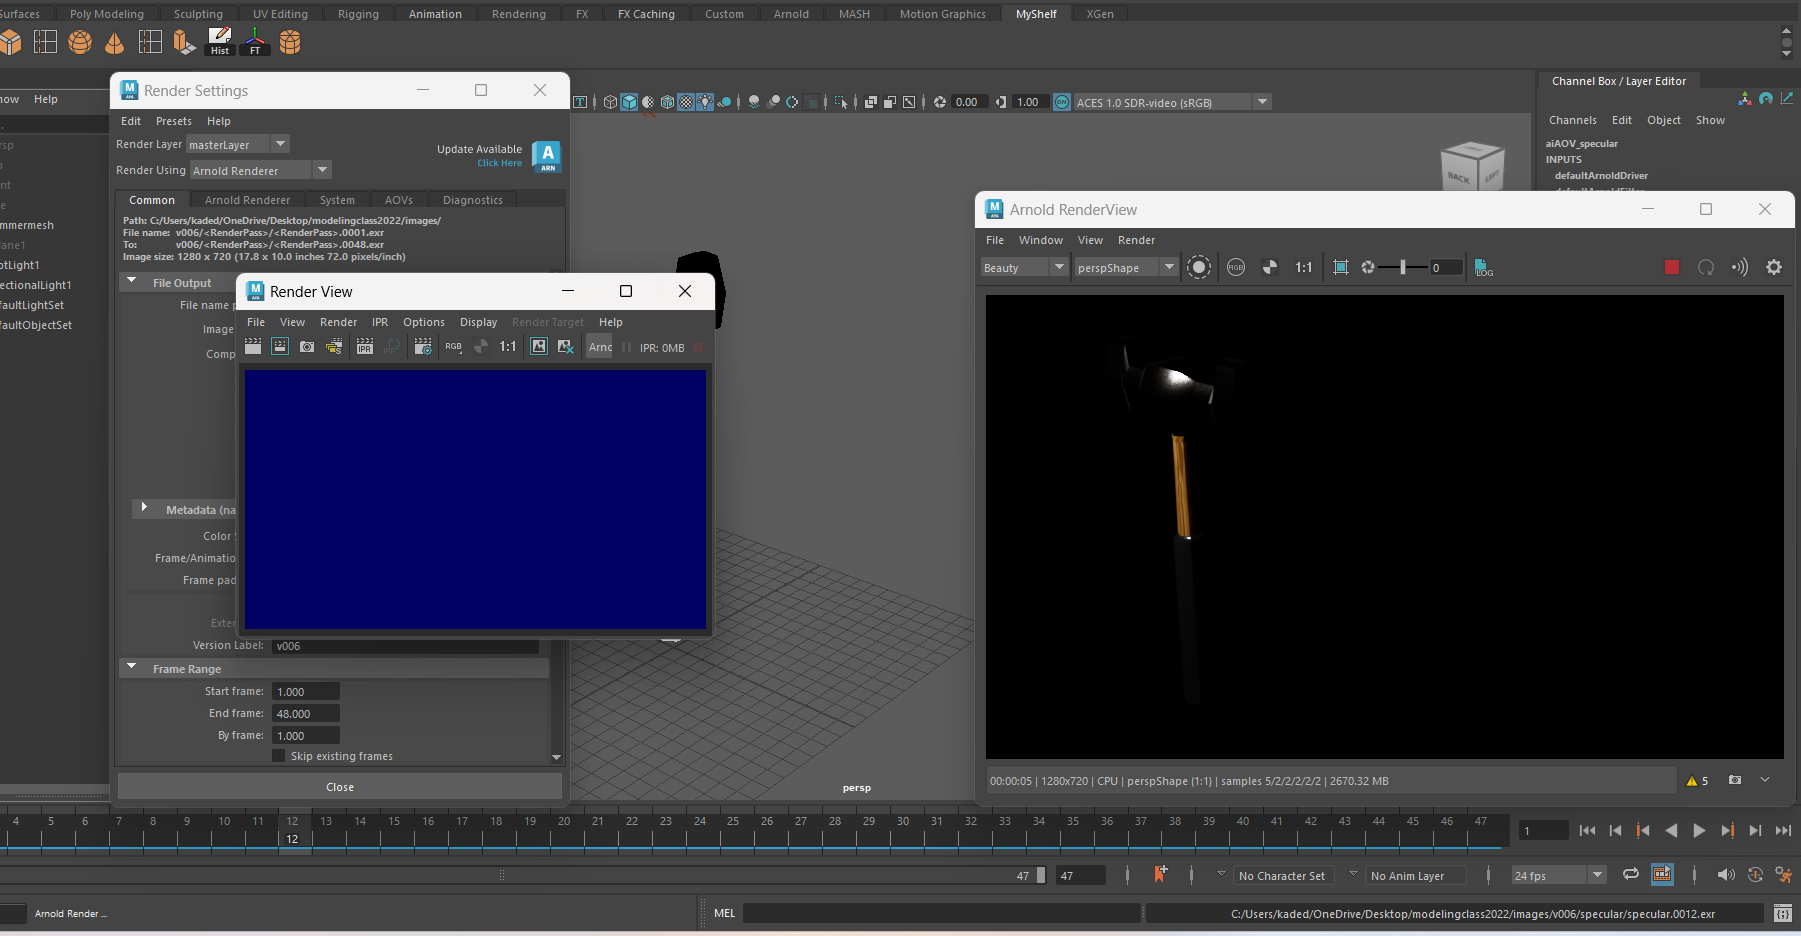 Surfaces Poly Modeling Sculpting UV Editing Rigging Animation Rendering FX FX Caching Custom Arnold MASH Motion Graphics MyShelf XGen
Hist FT
Channel Box / Layer Editor
how Help
Channels Edit Object Show
aiAOV_specular
INPUTS
defaultArnoldDriver
0.00 1.00 ON ACES 1.0 SDR-video (sRGB)
BACK LEFT
M Render Settings
Edit Presets Help
Render Layer masterLayer
Update Available
Click Here
A
ARN
Render Using Arnold Renderer
Common Arnold Renderer System AOVs Diagnostics
Path: C:/Users/kaded/OneDrive/Desktop/modelingclass2022/images/
File name: v006/<RenderPass>/<RenderPass>.0001.exr
To: v006/<RenderPass>/<RenderPass>.0048.exr
Image size: 1280 x 720 (17.8 x 10.0 inches 72.0 pixels/inch)
File Output
File name p
Image
Comp
Metadata (na
Color
Frame/Animatio
Frame pad
Exter
Version Label: v006
Frame Range
Start frame: 1.000
End frame: 48.000
By frame: 1.000
Skip existing frames
Close
mmermesh
lane1
otLight1
ectionalLight1
faultLightSet
faultObjectSet
M Render View
File View Render IPR Options Display Render Target Help
IPR RGB 1:1 Arno IPR: 0MB
persp
M Arnold RenderView
File Window View Render
Beauty perspShape RGB 1:1 0 LOG
00:00:05 | 1280x720 | CPU | perspShape (1:1) | samples 5/2/2/2/2/2 | 2670.32 MB
5
4 5 6 7 8 9 10 11 12 13 14 15 16 17 18 19 20 21 22 23 24 25 26 27 28 29 30 31 32 33 34 35 36 37 38 39 40 41 42 43 44 45 46 47
12
1
47 47 No Character Set No Anim Layer 24 fps
Arnold Render ...
MEL
C:/Users/kaded/OneDrive/Desktop/modelingclass2022/images/v006/specular/specular.0012.exr